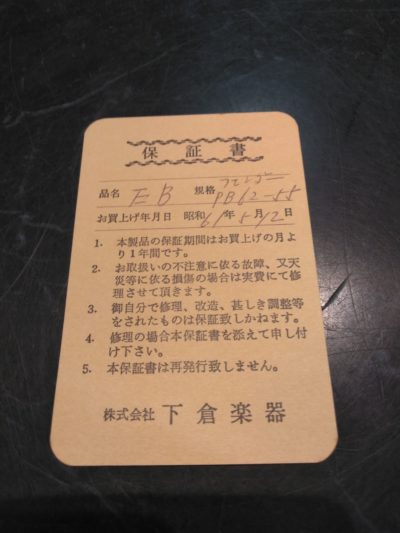 保証書
フェンダー
品名 EB 規格 PB62-55
お買上げ年月日 昭和61年5月12日
1. 本製品の保証期間はお買上げの月よ
り1年間です。
2. お取扱いの不注意に依る故障、又天
災等に依る損傷の場合は実費にて修
理させて頂きます。
3. 御自分で修理、改造、甚しき調整等
をされたものは保証致しかねます。
4. 修理の場合本保証書を添えて申し付
け下さい。
5. 本保証書は再発行致しません。
株式会社 下倉楽器